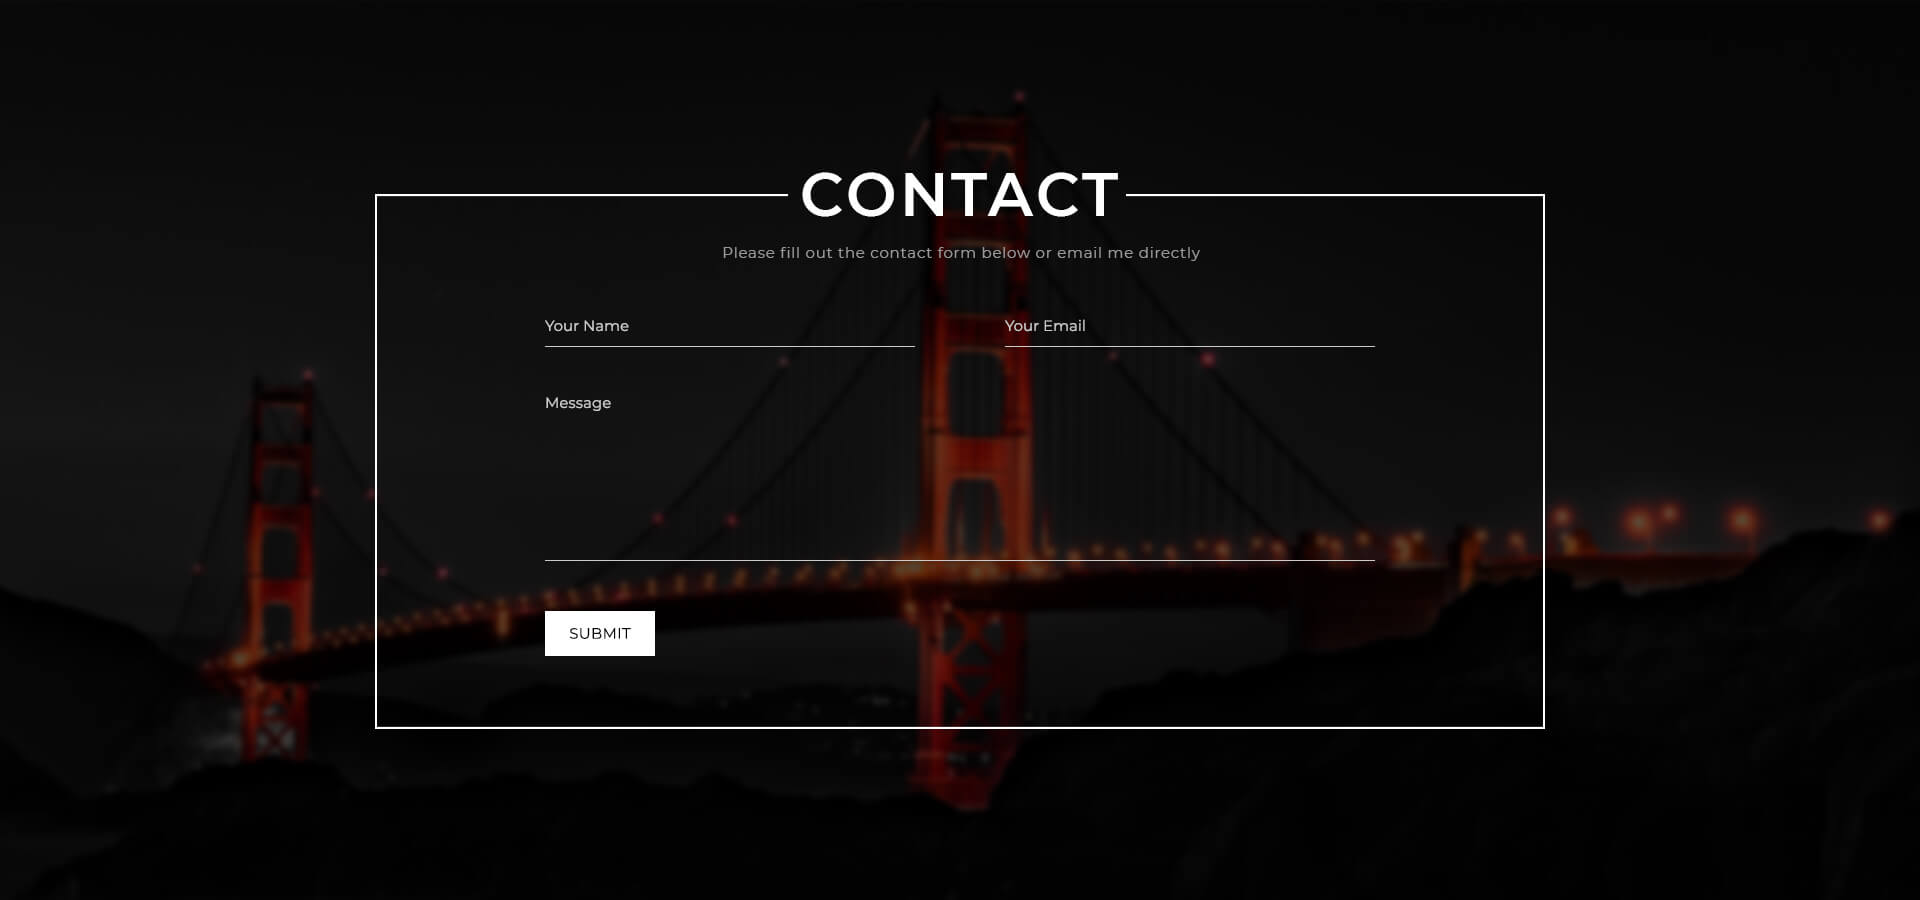 CONTACT
Please fill out the contact form below or email me directly
Your Name
Your Email
Message
SUBMIT